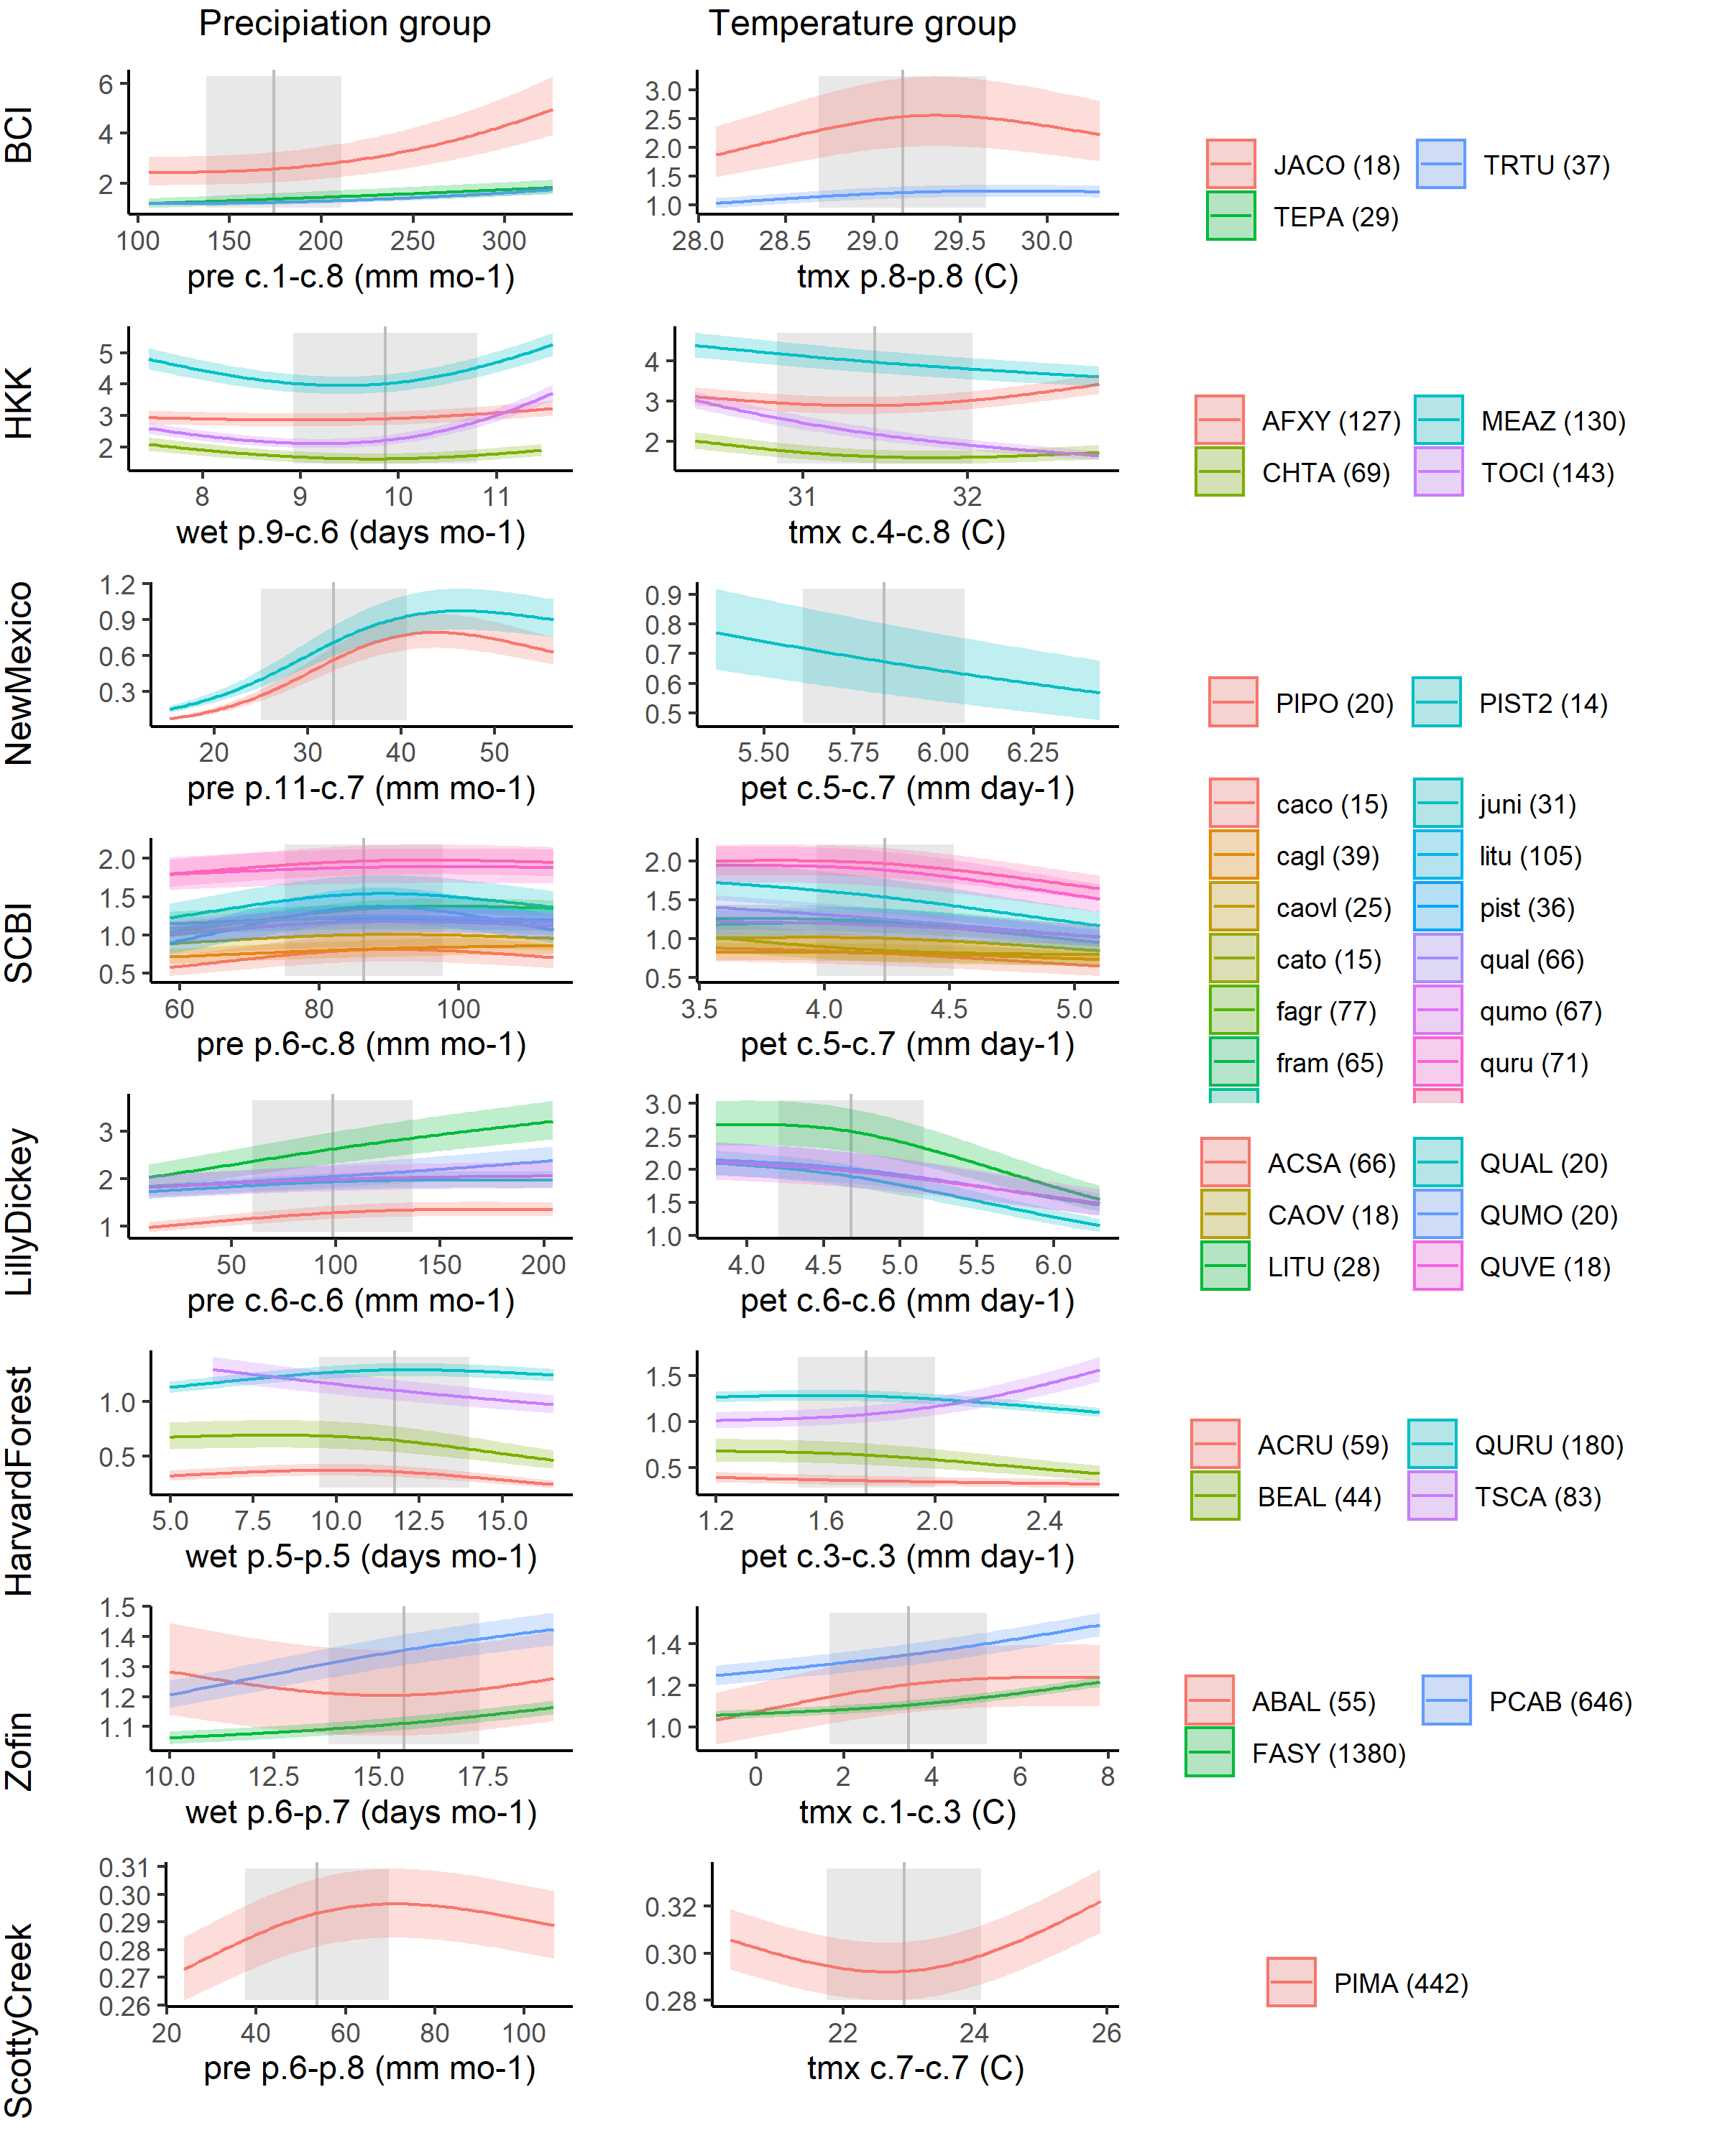 Precipiation group Temperature group
BCI
6
4
2
100 150 200 250 300
pre c.1-c.8 (mm mo-1)
3.0
2.5
2.0
1.5
1.0
28.0 28.5 29.0 29.5 30.0
tmx p.8-p.8 (C)
JACO (18) TRTU (37)
TEPA (29)
HKK
5
4
3
2
8 9 10 11
wet p.9-c.6 (days mo-1)
4
3
2
31 32
tmx c.4-c.8 (C)
AFXY (127) MEAZ (130)
CHTA (69) TOCI (143)
NewMexico
1.2
0.9
0.6
0.3
20 30 40 50
pre p.11-c.7 (mm mo-1)
0.9
0.8
0.7
0.6
0.5
5.50 5.75 6.00 6.25
pet c.5-c.7 (mm day-1)
PIPO (20) PIST2 (14)
SCBI
2.0
1.5
1.0
0.5
60 80 100
pre p.6-c.8 (mm mo-1)
2.0
1.5
1.0
0.5
3.5 4.0 4.5 5.0
pet c.5-c.7 (mm day-1)
caco (15) juni (31)
cagl (39) litu (105)
caovl (25) pist (36)
cato (15) qual (66)
fagr (77) qumo (67)
fram (65) quru (71)
LillyDickey
3
2
1
50 100 150 200
pre c.6-c.6 (mm mo-1)
3.0
2.5
2.0
1.5
1.0
4.0 4.5 5.0 5.5 6.0
pet c.6-c.6 (mm day-1)
ACSA (66) QUAL (20)
CAOV (18) QUMO (20)
LITU (28) QUVE (18)
HarvardForest
1.0
0.5
5.0 7.5 10.0 12.5 15.0
wet p.5-p.5 (days mo-1)
1.5
1.0
0.5
1.2 1.6 2.0 2.4
pet c.3-c.3 (mm day-1)
ACRU (59) QURU (180)
BEAL (44) TSCA (83)
Zofin
1.5
1.4
1.3
1.2
1.1
10.0 12.5 15.0 17.5
wet p.6-p.7 (days mo-1)
1.4
1.2
1.0
0 2 4 6 8
tmx c.1-c.3 (C)
ABAL (55) PCAB (646)
FASY (1380)
ScottyCreek
0.31
0.30
0.29
0.28
0.27
0.26
20 40 60 80 100
pre p.6-p.8 (mm mo-1)
0.32
0.30
0.28
22 24 26
tmx c.7-c.7 (C)
PIMA (442)